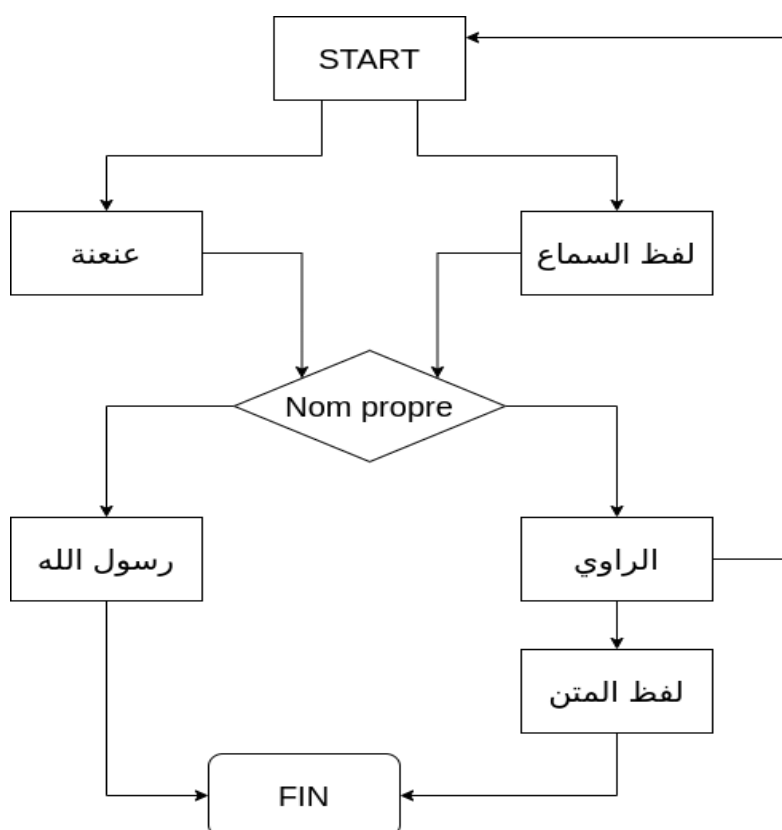 START
عنعنة
لفظ السماع
Nom propre
رسول الله
الراوي
لفظ المتن
FIN